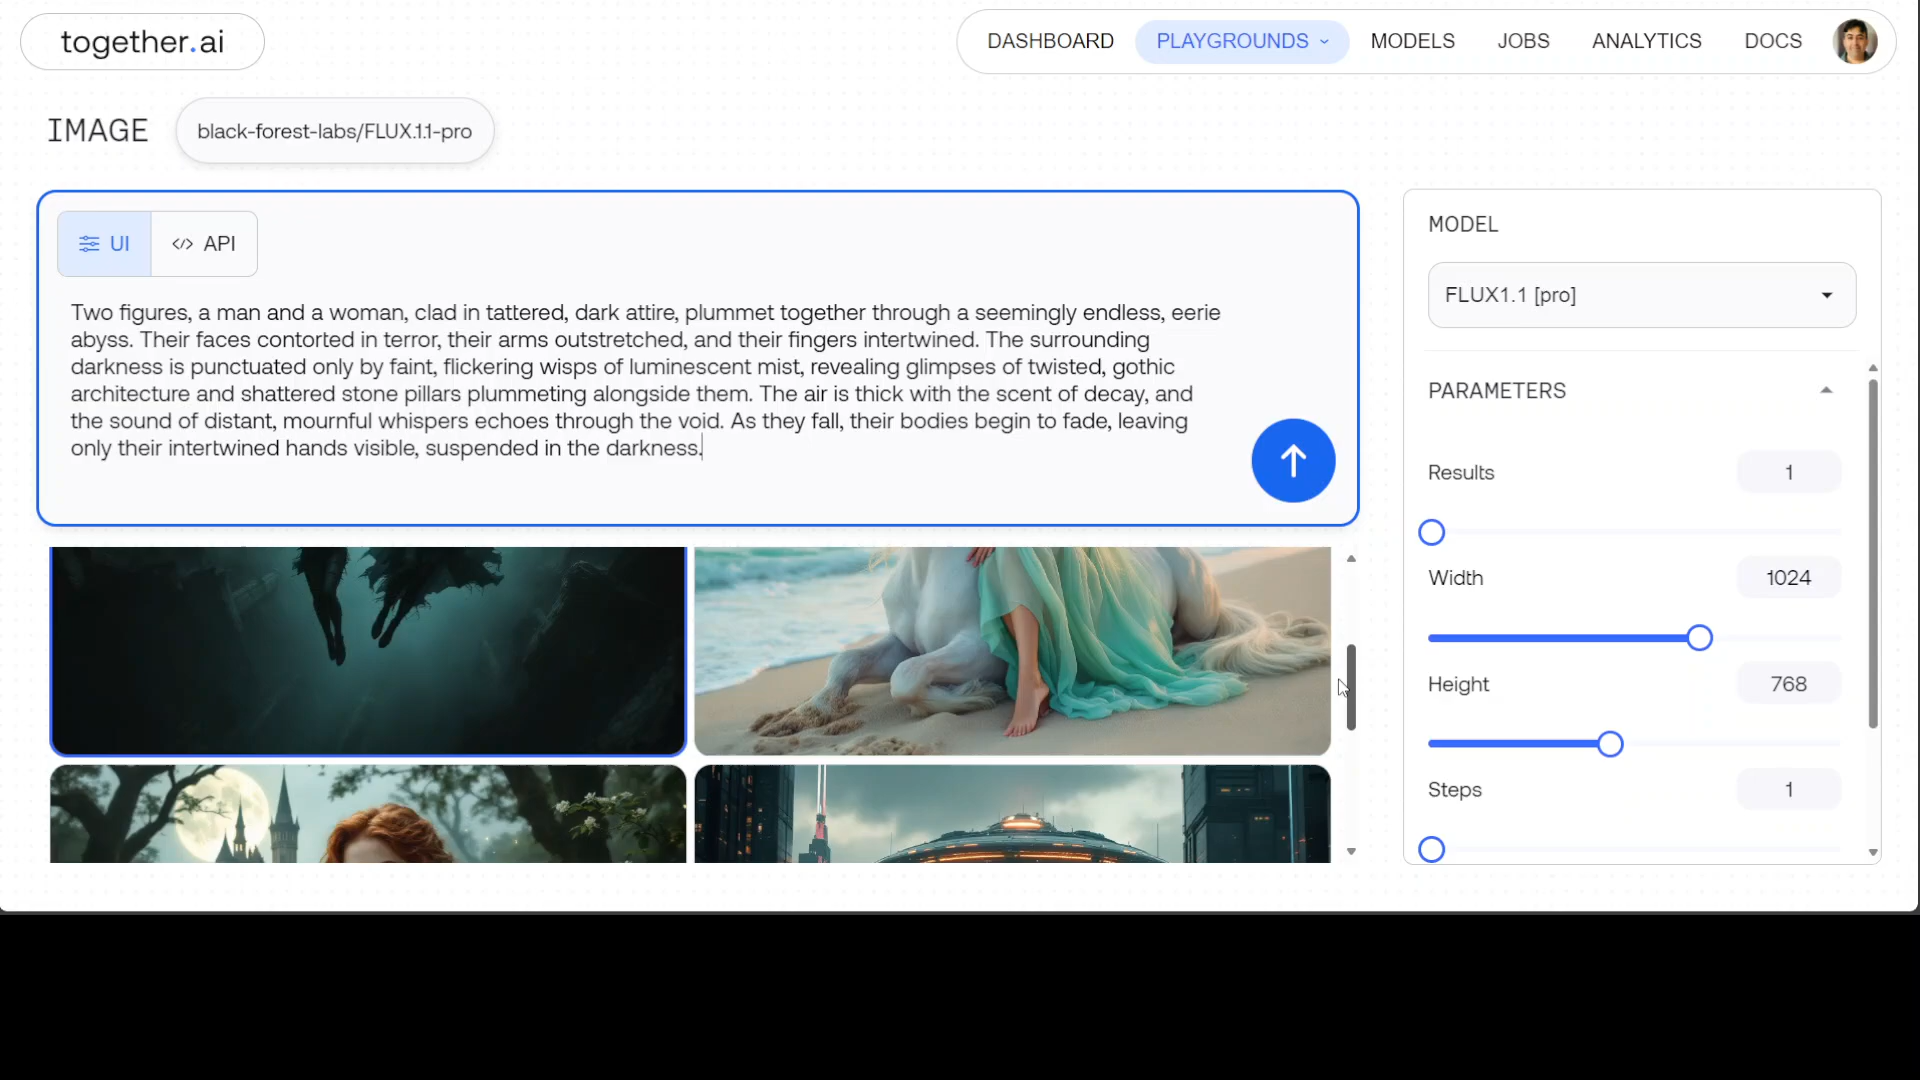 together.ai
DASHBOARD
PLAYGROUNDS
MODELS
JOBS
ANALYTICS
DOCS
IMAGE
black-forest-labs/FLUX.1.1-pro
UI
</> API
Two figures, a man and a woman, clad in tattered, dark attire, plummet together through a seemingly endless, eerie
abyss. Their faces contorted in terror, their arms outstretched, and their fingers intertwined. The surrounding
darkness is punctuated only by faint, flickering wisps of luminescent mist, revealing glimpses of twisted, gothic
architecture and shattered stone pillars plummeting alongside them. The air is thick with the scent of decay, and
the sound of distant, mournful whispers echoes through the void. As they fall, their bodies begin to fade, leaving
only their intertwined hands visible, suspended in the darkness.
MODEL
FLUX1.1 [pro]
PARAMETERS
Results 1
Width 1024
Height 768
Steps 1